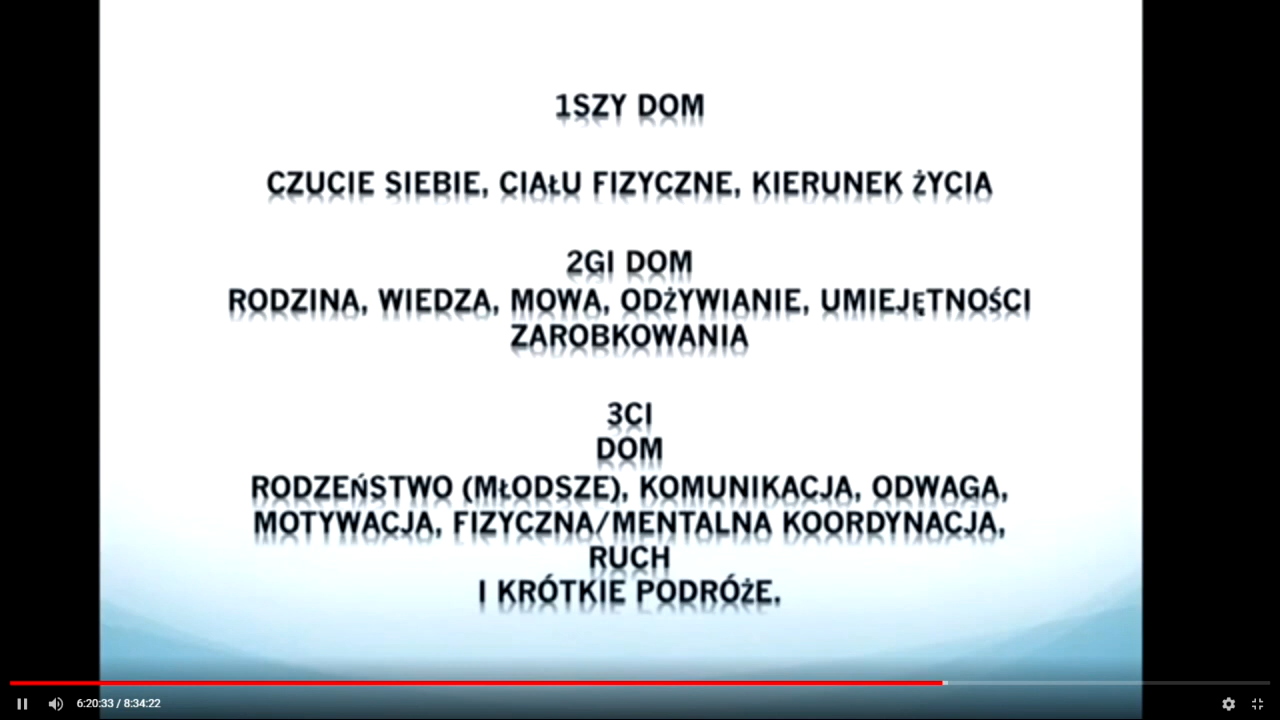 1SZY DOM
CZUCIE SIEBIE, CIAŁU FIZYCZNE, KIERUNEK ŻYCIA
2GI DOM
RODZINA, WIEDZA, MOWA, ODŻYWIANIE, UMIEJĘTNOŚCI
ZAROBKOWANIA
3CI
DOM
RODZEŃSTWO (MŁODSZE), KOMUNIKACJA, ODWAGA,
MOTYWACJA, FIZYCZNA/MENTALNA KOORDYNACJA,
RUCH
I KRÓTKIE PODRÓŻE.
6:20:33 / 8:34:22